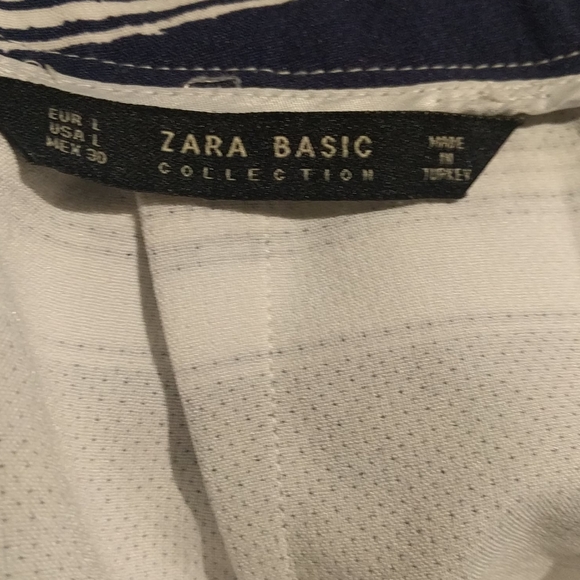 EUR L
USA L
MEX 30
ZARA BASIC
COLLECTION
MADE
IN
TURKEY